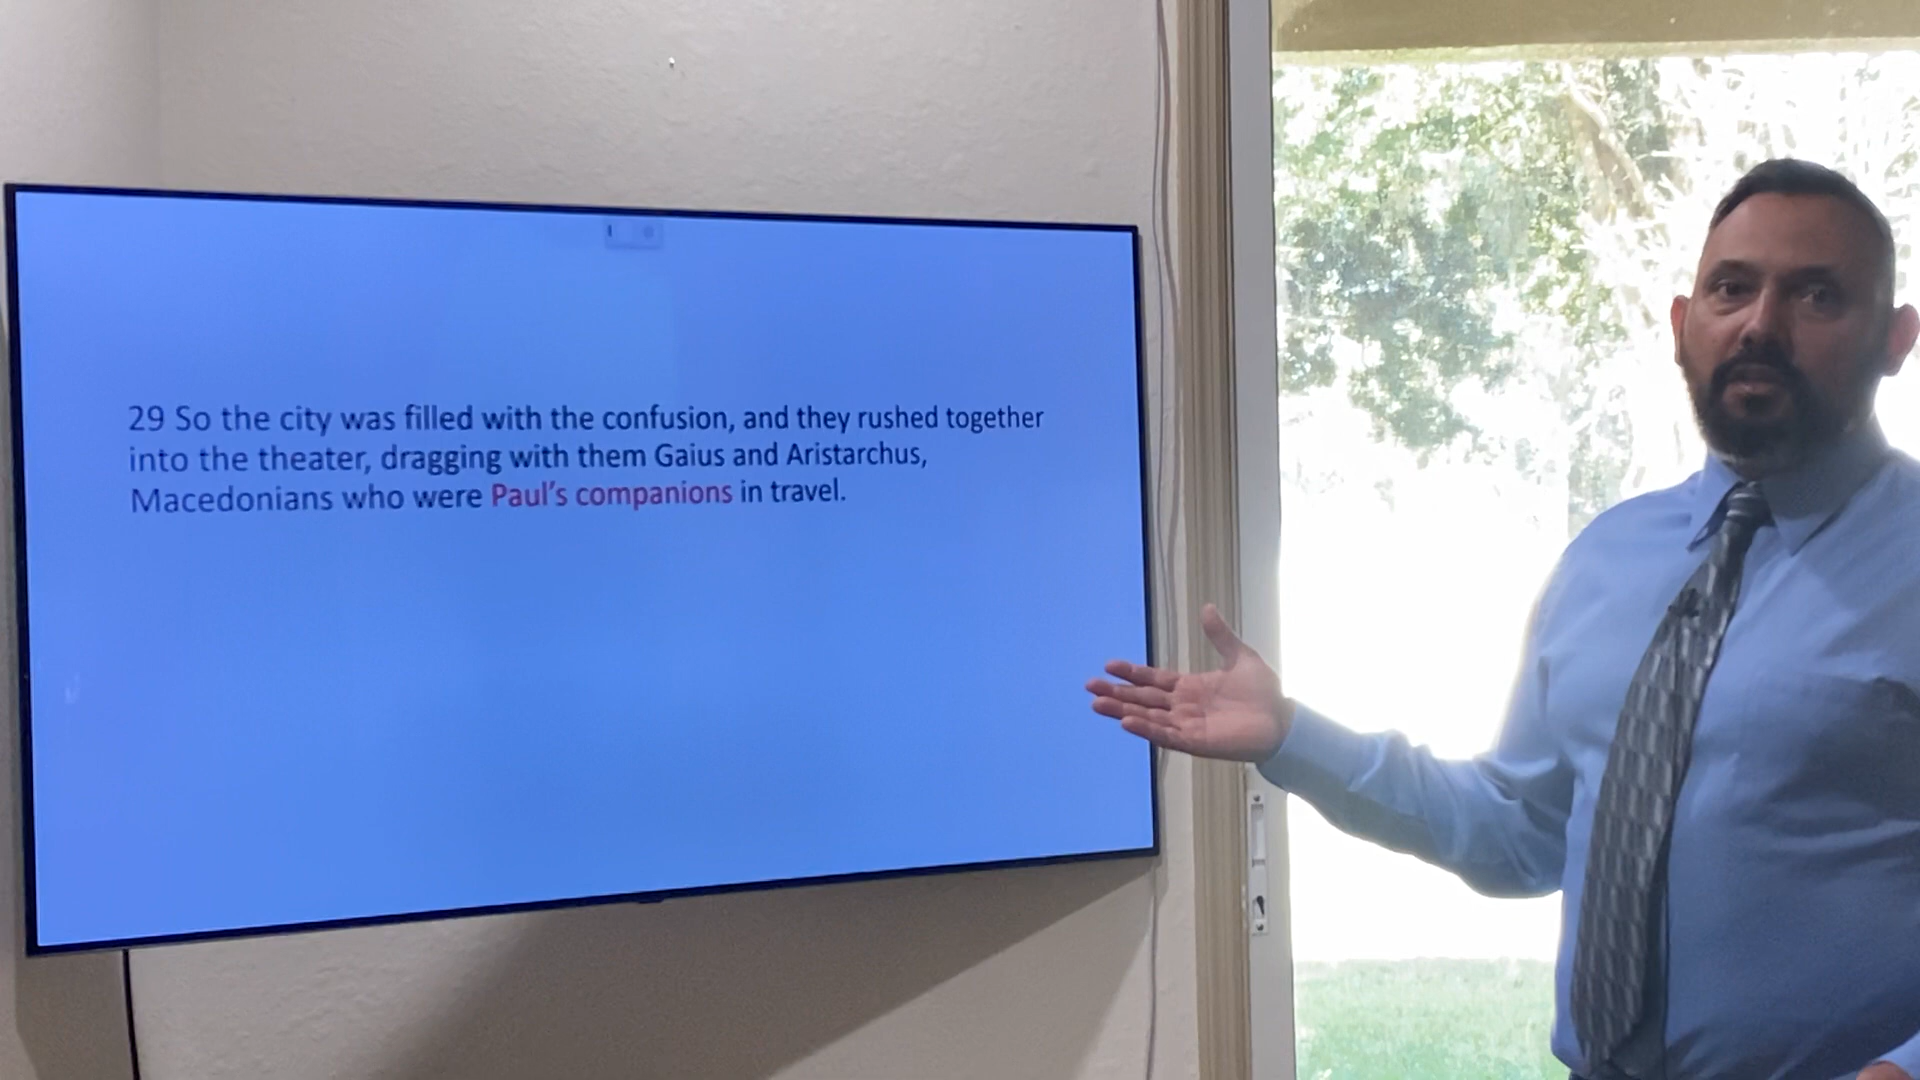 29 So the city was filled with the confusion, and they rushed together
into the theater, dragging with them Gaius and Aristarchus,
Macedonians who were Paul's companions in travel.